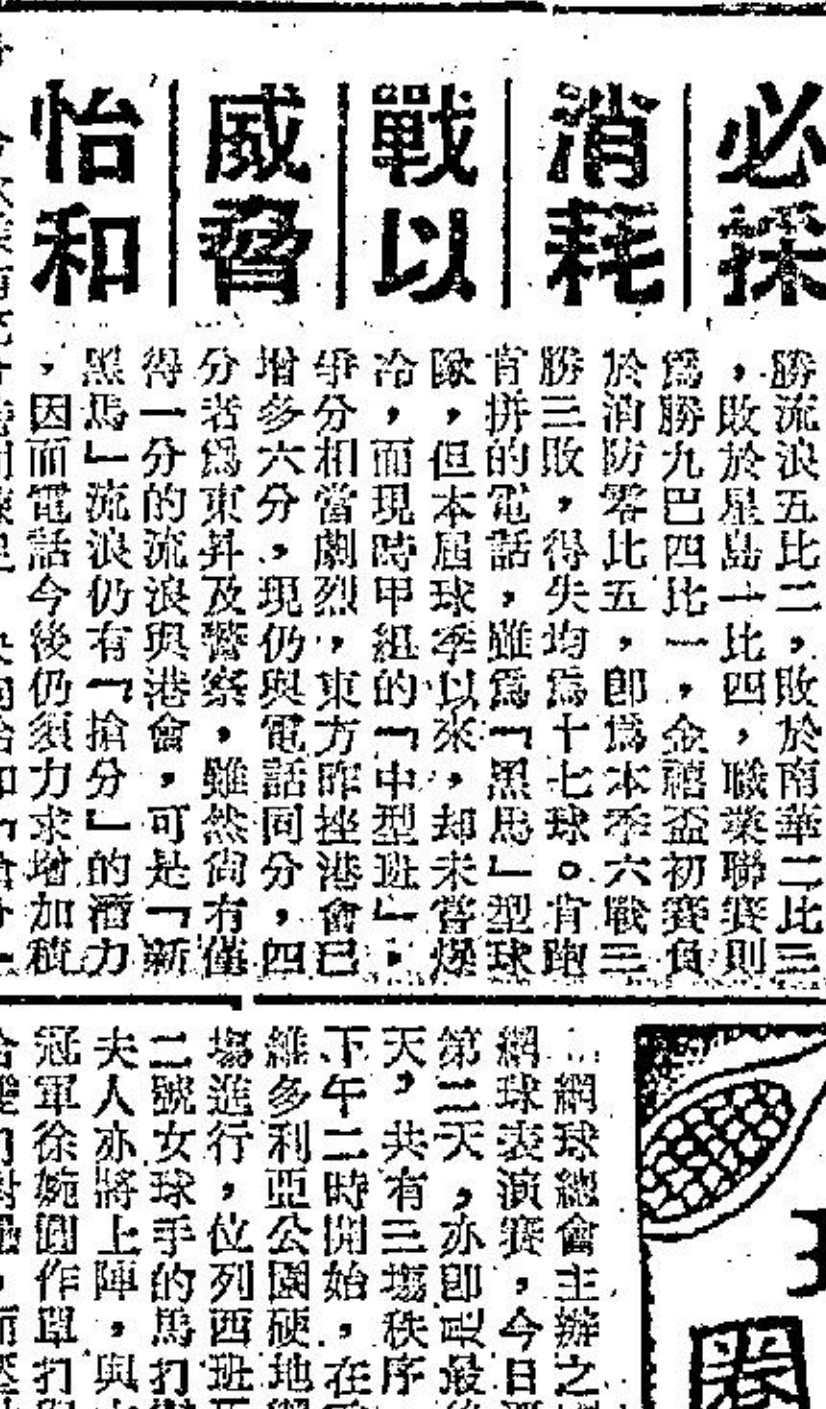 必採
消耗
戰以
威脅
怡和
勝流浪五比二，敗於南華二比三
，敗於星島一比四，職業聯賽則
爲勝九巴四比一，金禧盃初賽負
於消防零比五，即爲本季六戰三
勝三敗，得失均爲十七球。肯跑
肯拼的電話，雖爲「黑馬」型球
隊，但本屆球季以來，却未嘗爆
冷，而現時甲組的「中型班」，
爭分相當劇烈，東方昨挫港會已
增多六分，現仍與電話同分，四
分者爲東昇及警察，雖然尙有僅
得一分的流浪與港會，可是「新
黑馬」流浪仍有「搶分」的潛力
，因而電話今後仍須力求增加積
網球總會主辦之
網球表演賽，今日
第二天，亦即是最
天，共有三塲秩序
下午二時開始，在
維多利亞公園硬地
塲進行，位列西班
二號女球手的馬打
夫人亦將上陣，與
冠軍徐婉圓作單打